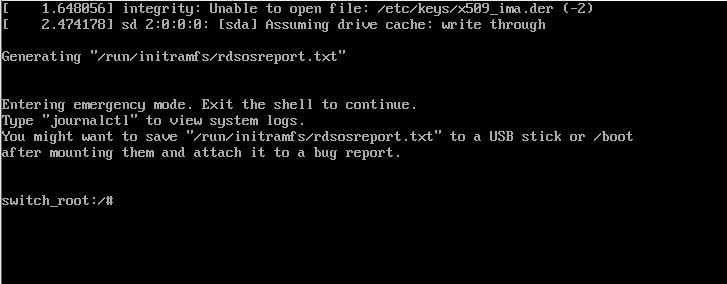 [    1.648056] integrity: Unable to open file: /etc/keys/x509_ima.der (-2)
[    2.474178] sd 2:0:0:0: [sda] Assuming drive cache: write through
Generating "/run/initramfs/rdsosreport.txt"
Entering emergency mode. Exit the shell to continue.
Type "journalctl" to view system logs.
You might want to save "/run/initramfs/rdsosreport.txt" to a USB stick or /boot
after mounting them and attach it to a bug report.
switch_root:/#